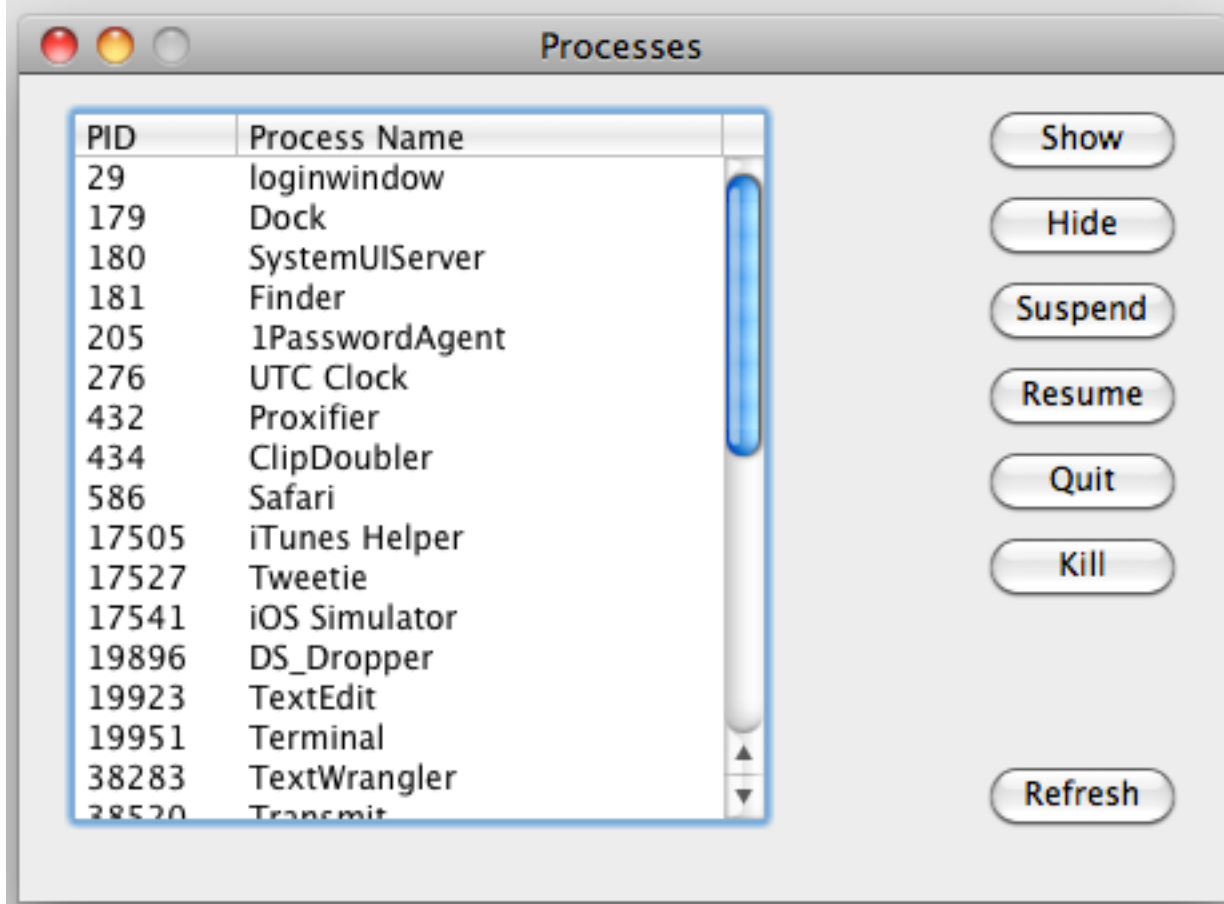 Processes
PID Process Name
29 loginwindow
179 Dock
180 SystemUIServer
181 Finder
205 1PasswordAgent
276 UTC Clock
432 Proxifier
434 ClipDoubler
586 Safari
17505 iTunes Helper
17527 Tweetie
17541 iOS Simulator
19896 DS_Dropper
19923 TextEdit
19951 Terminal
38283 TextWrangler
38520 Transmit
Show
Hide
Suspend
Resume
Quit
Kill
Refresh